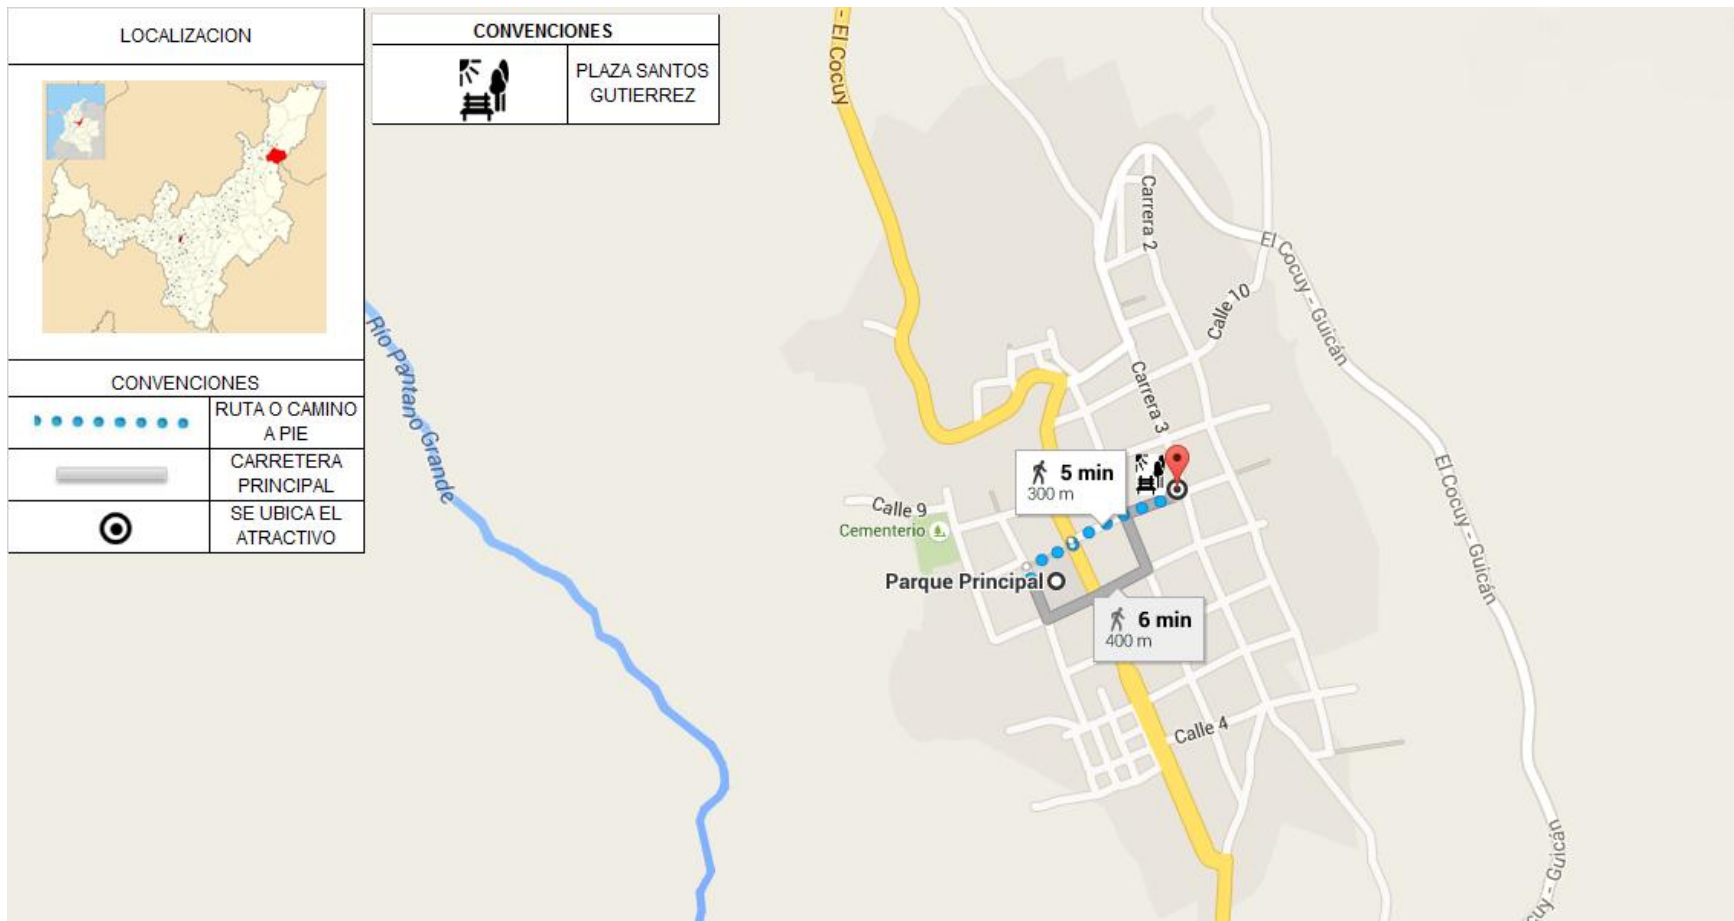 LOCALIZACION
CONVENCIONES
RUTA O CAMINO
A PIE
CARRETERA
PRINCIPAL
SE UBICA EL
ATRACTIVO
CONVENCIONES
PLAZA SANTOS
GUTIERREZ
- El Cocuy
Río Pantano Grande
Carrera 2
El Cocuy - Guicán
Calle 10
Carrera 3
5 min
300 m
Calle 9
Cementerio
El Cocuy - Guicán
Parque Principal
6 min
400 m
Calle 4
cuy - Guicán